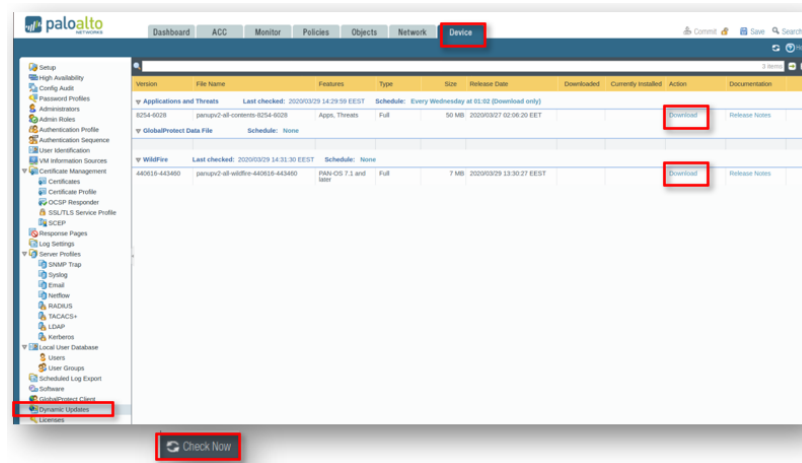 paloalto
NETWORKS
Dashboard ACC Monitor Policies Objects Network Device
Commit Save Search
3 items
Setup
High Availability
Config Audit
Password Profiles
Administrators
Admin Roles
Authentication Profile
Authentication Sequence
User Identification
VM Information Sources
Certificate Management
Certificates
Certificate Profile
OCSP Responder
SSL/TLS Service Profile
SCEP
Response Pages
Log Settings
Server Profiles
SNMP Trap
Syslog
Email
Netflow
RADIUS
TACACS+
LDAP
Kerberos
Local User Database
Users
User Groups
Scheduled Log Export
Software
GlobalProtect Client
Dynamic Updates
Licenses
Version File Name Features Type Size Release Date Downloaded Currently Installed Action Documentation
Applications and Threats Last checked: 2020/03/29 14:29:59 EEST Schedule: Every Wednesday at 01:02 (Download only)
8254-6028 panupv2-all-contents-8254-6028 Apps, Threats Full 50 MB 2020/03/27 02:06:20 EET Download Release Notes
GlobalProtect Data File Schedule: None
WildFire Last checked: 2020/03/29 14:31:30 EEST Schedule: None
440616-443460 panupv2-all-wildfire-440616-443460 PAN-OS 7.1 and later Full 7 MB 2020/03/29 13:30:27 EEST Download Release Notes
Check Now